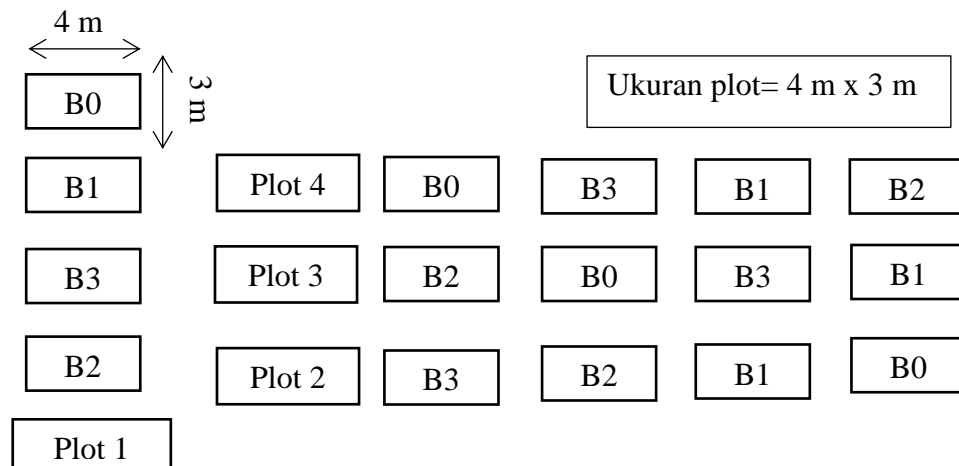 4 m
3 m
Ukuran plot= 4 m x 3 m
B0
B1
Plot 4
B0
B3
B1
B2
B3
Plot 3
B2
B0
B3
B1
B2
Plot 2
B3
B2
B1
B0
Plot 1